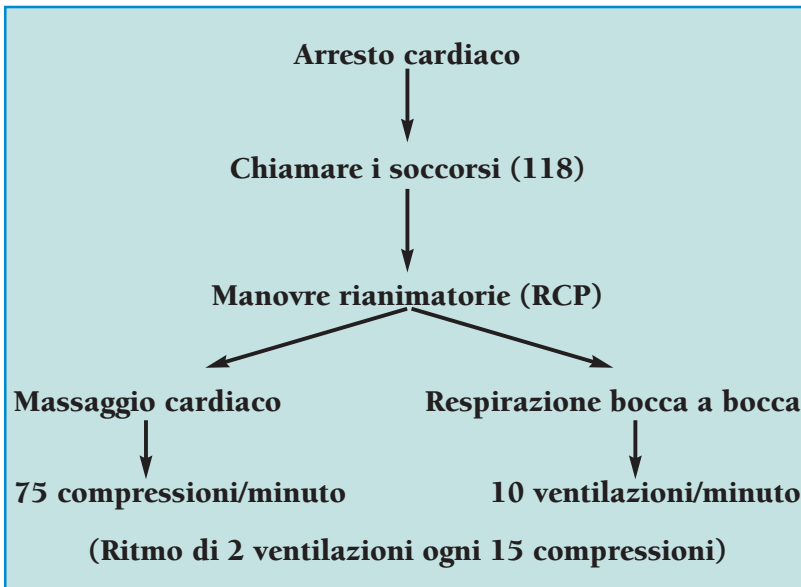 Arresto cardiaco
Chiamare i soccorsi (118)
Manovre rianimatorie (RCP)
Massaggio cardiaco
Respirazione bocca a bocca
75 compressioni/minuto
10 ventilazioni/minuto
(Ritmo di 2 ventilazioni ogni 15 compressioni)